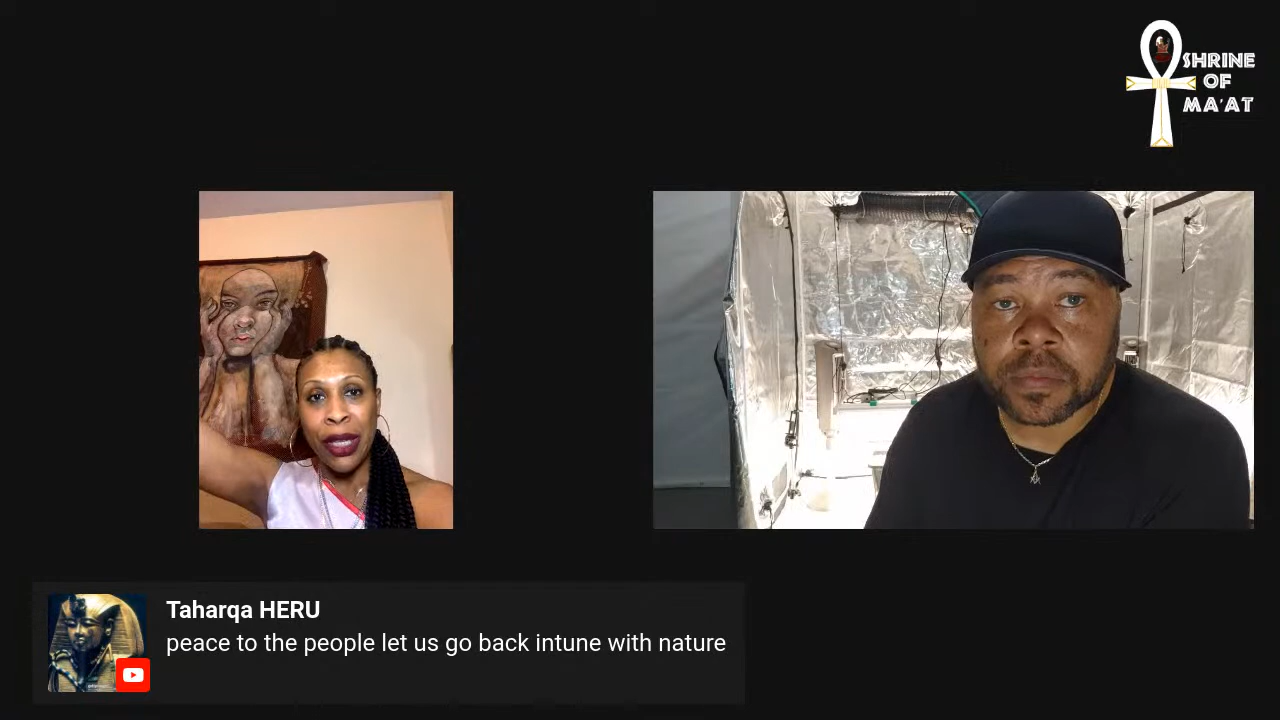 SHRINE
OF
MA'AT
Taharqa HERU
peace to the people let us go back intune with nature